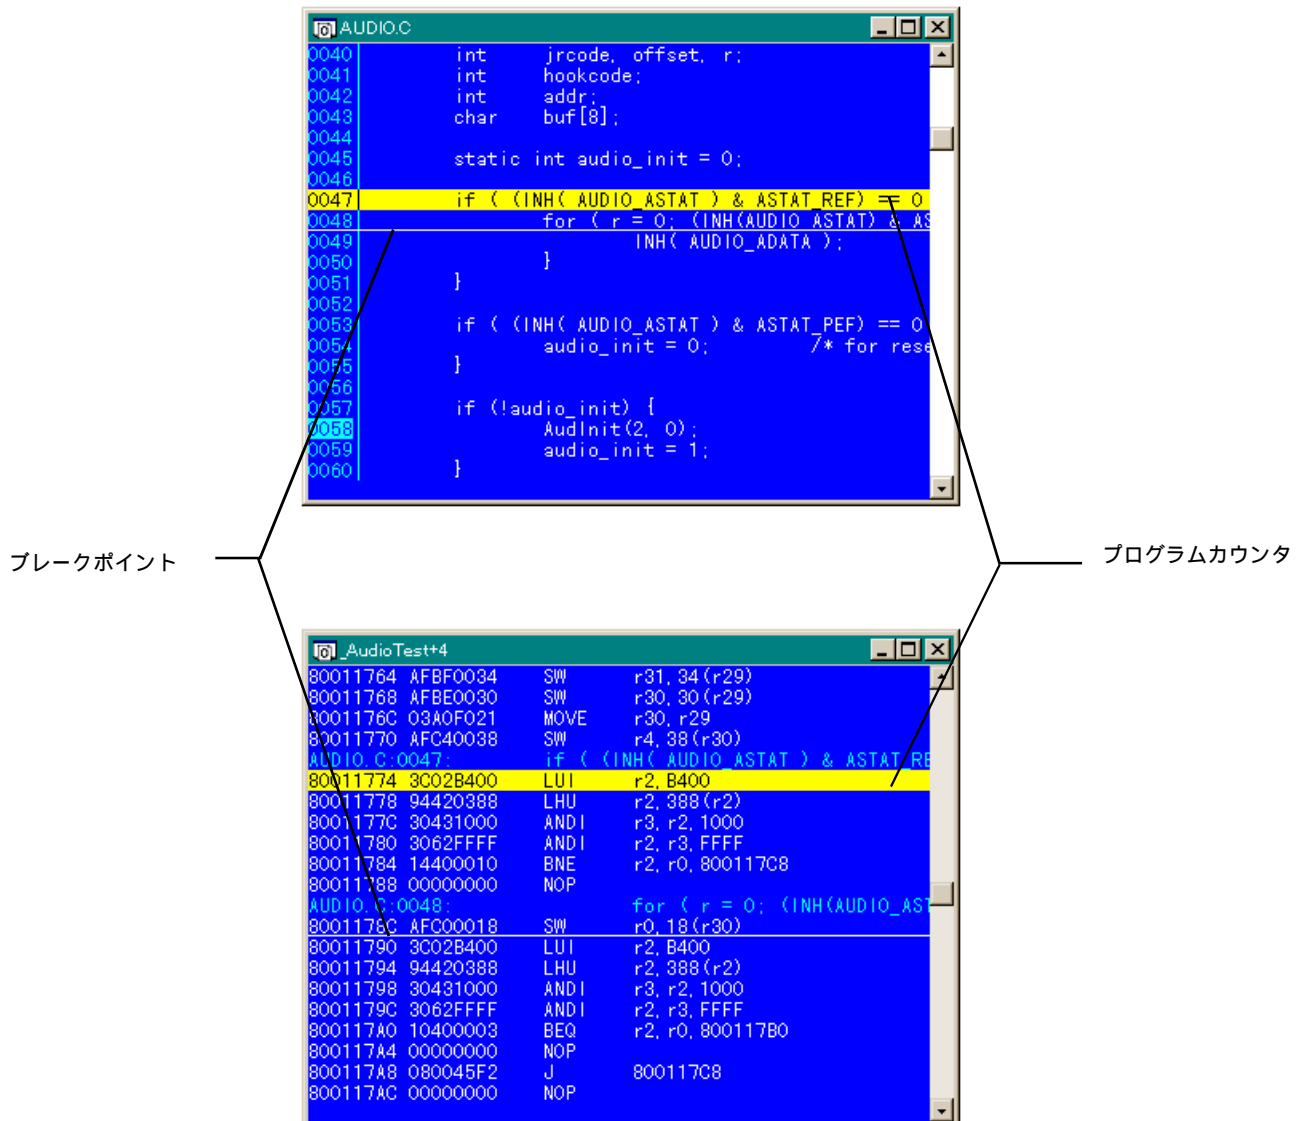 AUDIO.C
0040 int jrcode, offset, r;
0041 int hookcode;
0042 int addr;
0043 char buf[8];
0044
0045 static int audio_init = 0;
0046
0047 if ( (INH( AUDIO_ASTAT ) & ASTAT_REF) == 0
0048 for ( r = 0; (INH(AUDIO_ASTAT) & AS
0049 INH( AUDIO_ADATA );
0050 }
0051 }
0052
0053 if ( (INH( AUDIO_ASTAT ) & ASTAT_PEF) == 0
0054 audio_init = 0; /* for rese
0055 }
0056
0057 if (!audio_init) {
0058 AudInit(2, 0);
0059 audio_init = 1;
0060 }
ブレークポイント
プログラムカウンタ
_AudioTest+4
80011764 AFBF0034 SW r31, 34(r29)
80011768 AFBE0030 SW r30, 30(r29)
8001176C 03A0F021 MOVE r30, r29
80011770 AFC40038 SW r4, 38(r30)
AUDIO.C:0047: if ( (INH( AUDIO_ASTAT ) & ASTAT_RE
80011774 3C02B400 LUI r2, B400
80011778 94420388 LHU r2, 388(r2)
8001177C 30431000 ANDI r3, r2, 1000
80011780 3062FFFF ANDI r2, r3, FFFF
80011784 14400010 BNE r2, r0, 800117C8
80011788 00000000 NOP
AUDIO.C:0048: for ( r = 0; (INH(AUDIO_AST
8001178C AFC00018 SW r0, 18(r30)
80011790 3C02B400 LUI r2, B400
80011794 94420388 LHU r2, 388(r2)
80011798 30431000 ANDI r3, r2, 1000
8001179C 3062FFFF ANDI r2, r3, FFFF
800117A0 10400003 BEQ r2, r0, 800117B0
800117A4 00000000 NOP
800117A8 080045F2 J 800117C8
800117AC 00000000 NOP